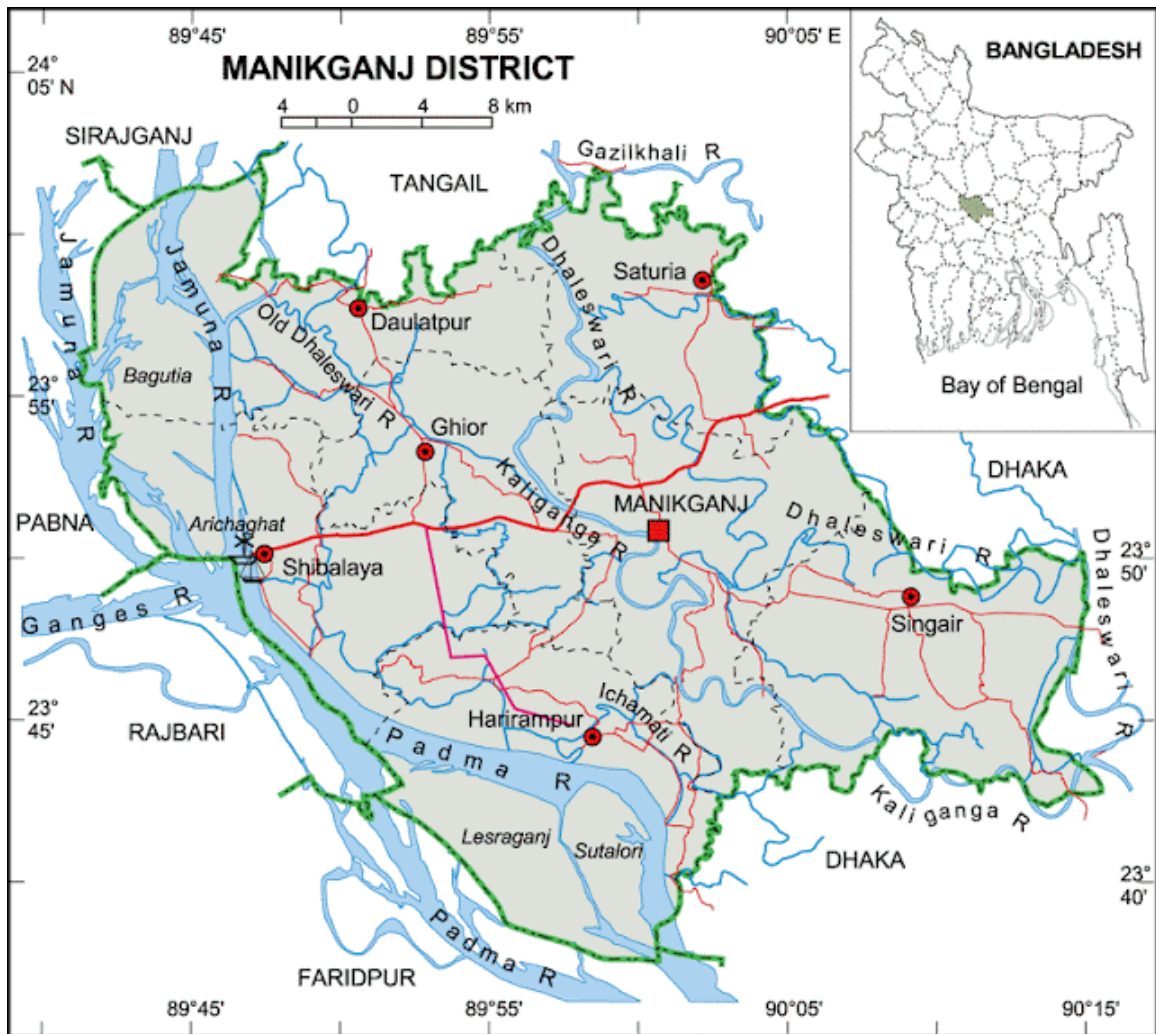 89°45'
89°55'
90°05' E
24°
05' N
MANIKGANJ DISTRICT
BANGLADESH
4 0 4 8 km
SIRAJGANJ
Gazilkhali R
TANGAIL
Jamuna R
Jamuna R
Dhaleswari R
Saturia
Old Dhaleswari R
Daulatpur
Bagutia
23°
55'
Bay of Bengal
Ghior
Kaliganga R
DHAKA
MANIKGANJ
PABNA
Arichaghat
Dhaleswari R
Dhaleswari R
Shibalaya
23°
50'
Ganges R
Singair
23°
45'
RAJBARI
Harirampur
Ichamati R
Padma R
Kaliganga R
Lesraganj
Sutalori
DHAKA
23°
40'
Padma R
FARIDPUR
89°45'
89°55'
90°05'
90°15'